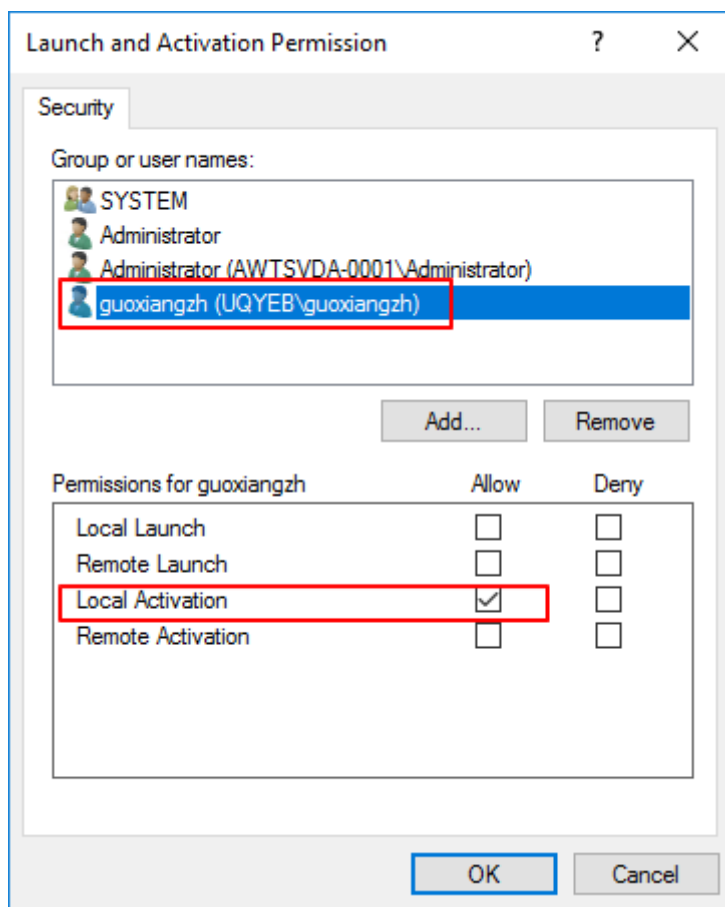 Launch and Activation Permission
Security
Group or user names:
SYSTEM
Administrator
Administrator (AWTSVDA-0001\Administrator)
guoxiangzh (UQYEB\guoxiangzh)
Add... Remove
Permissions for guoxiangzh Allow Deny
Local Launch
Remote Launch
Local Activation
Remote Activation
OK Cancel